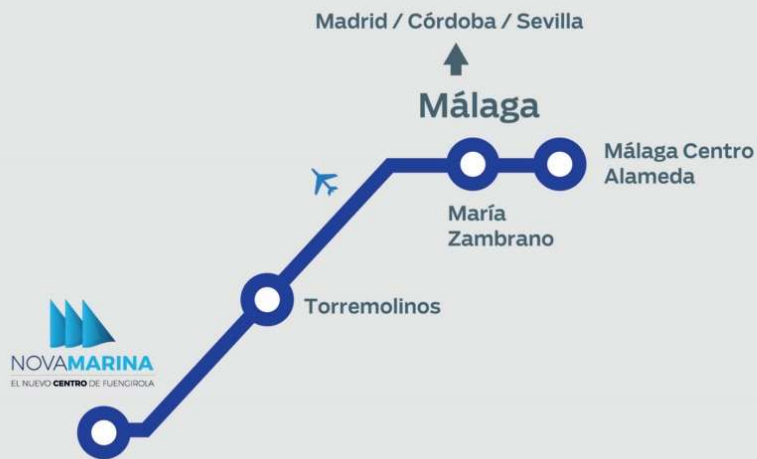 Madrid / Córdoba / Sevilla
Málaga
Málaga Centro
Alameda
María
Zambrano
Torremolinos
NOVAMARINA
EL NUEVO CENTRO DE FUENGIROLA